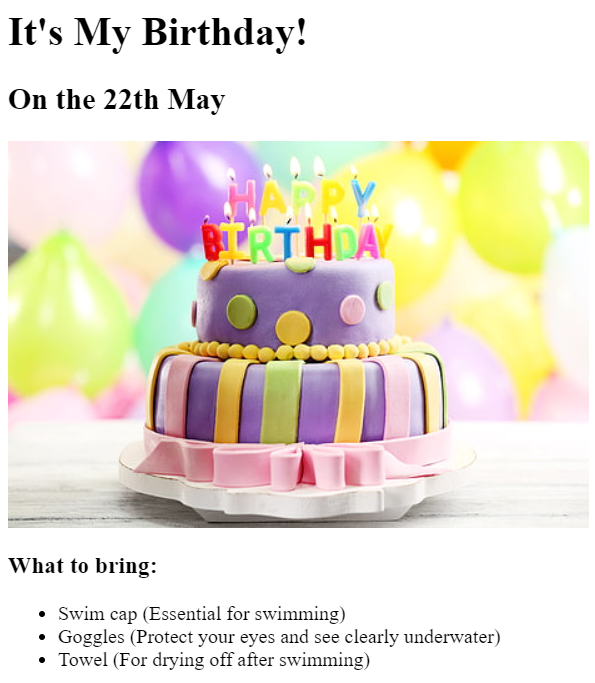 It's My Birthday!
On the 22th May
HAPPY
BIRTHDAY
What to bring:
Swim cap (Essential for swimming)
Goggles (Protect your eyes and see clearly underwater)
Towel (For drying off after swimming)